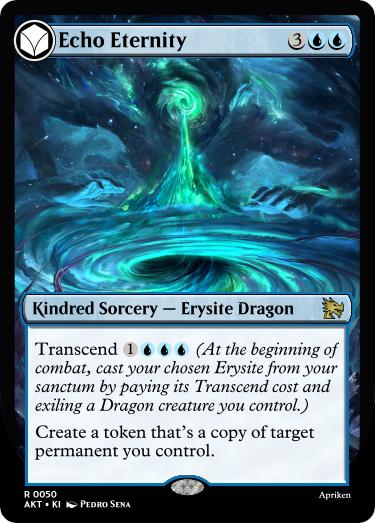 Echo Eternity 3
Kindred Sorcery — Erysite Dragon
Transcend 1 (At the beginning of
combat, cast your chosen Erysite from your
sanctum by paying its Transcend cost and
exiling a Dragon creature you control.)
Create a token that's a copy of target
permanent you control.
R 0050
AKT • KI Pedro Sena
Apriken